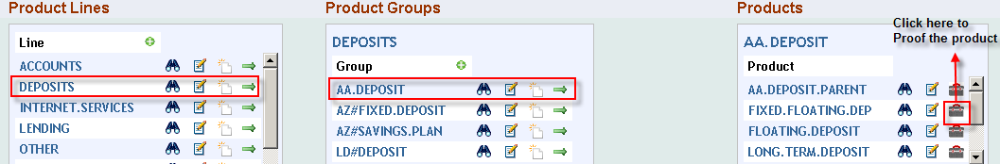 Product Lines
Line
ACCOUNTS
DEPOSITS
INTERNET.SERVICES
LENDING
OTHER
Product Groups
DEPOSITS
Group
AA.DEPOSIT
AZ#FIXED.DEPOSIT
AZ#SAVINGS.PLAN
LD#DEPOSIT
Products
Click here to
Proof the product
AA.DEPOSIT
Product
AA.DEPOSIT.PARENT
FIXED.FLOATING.DEP
FLOATING.DEPOSIT
LONG.TERM.DEPOSIT